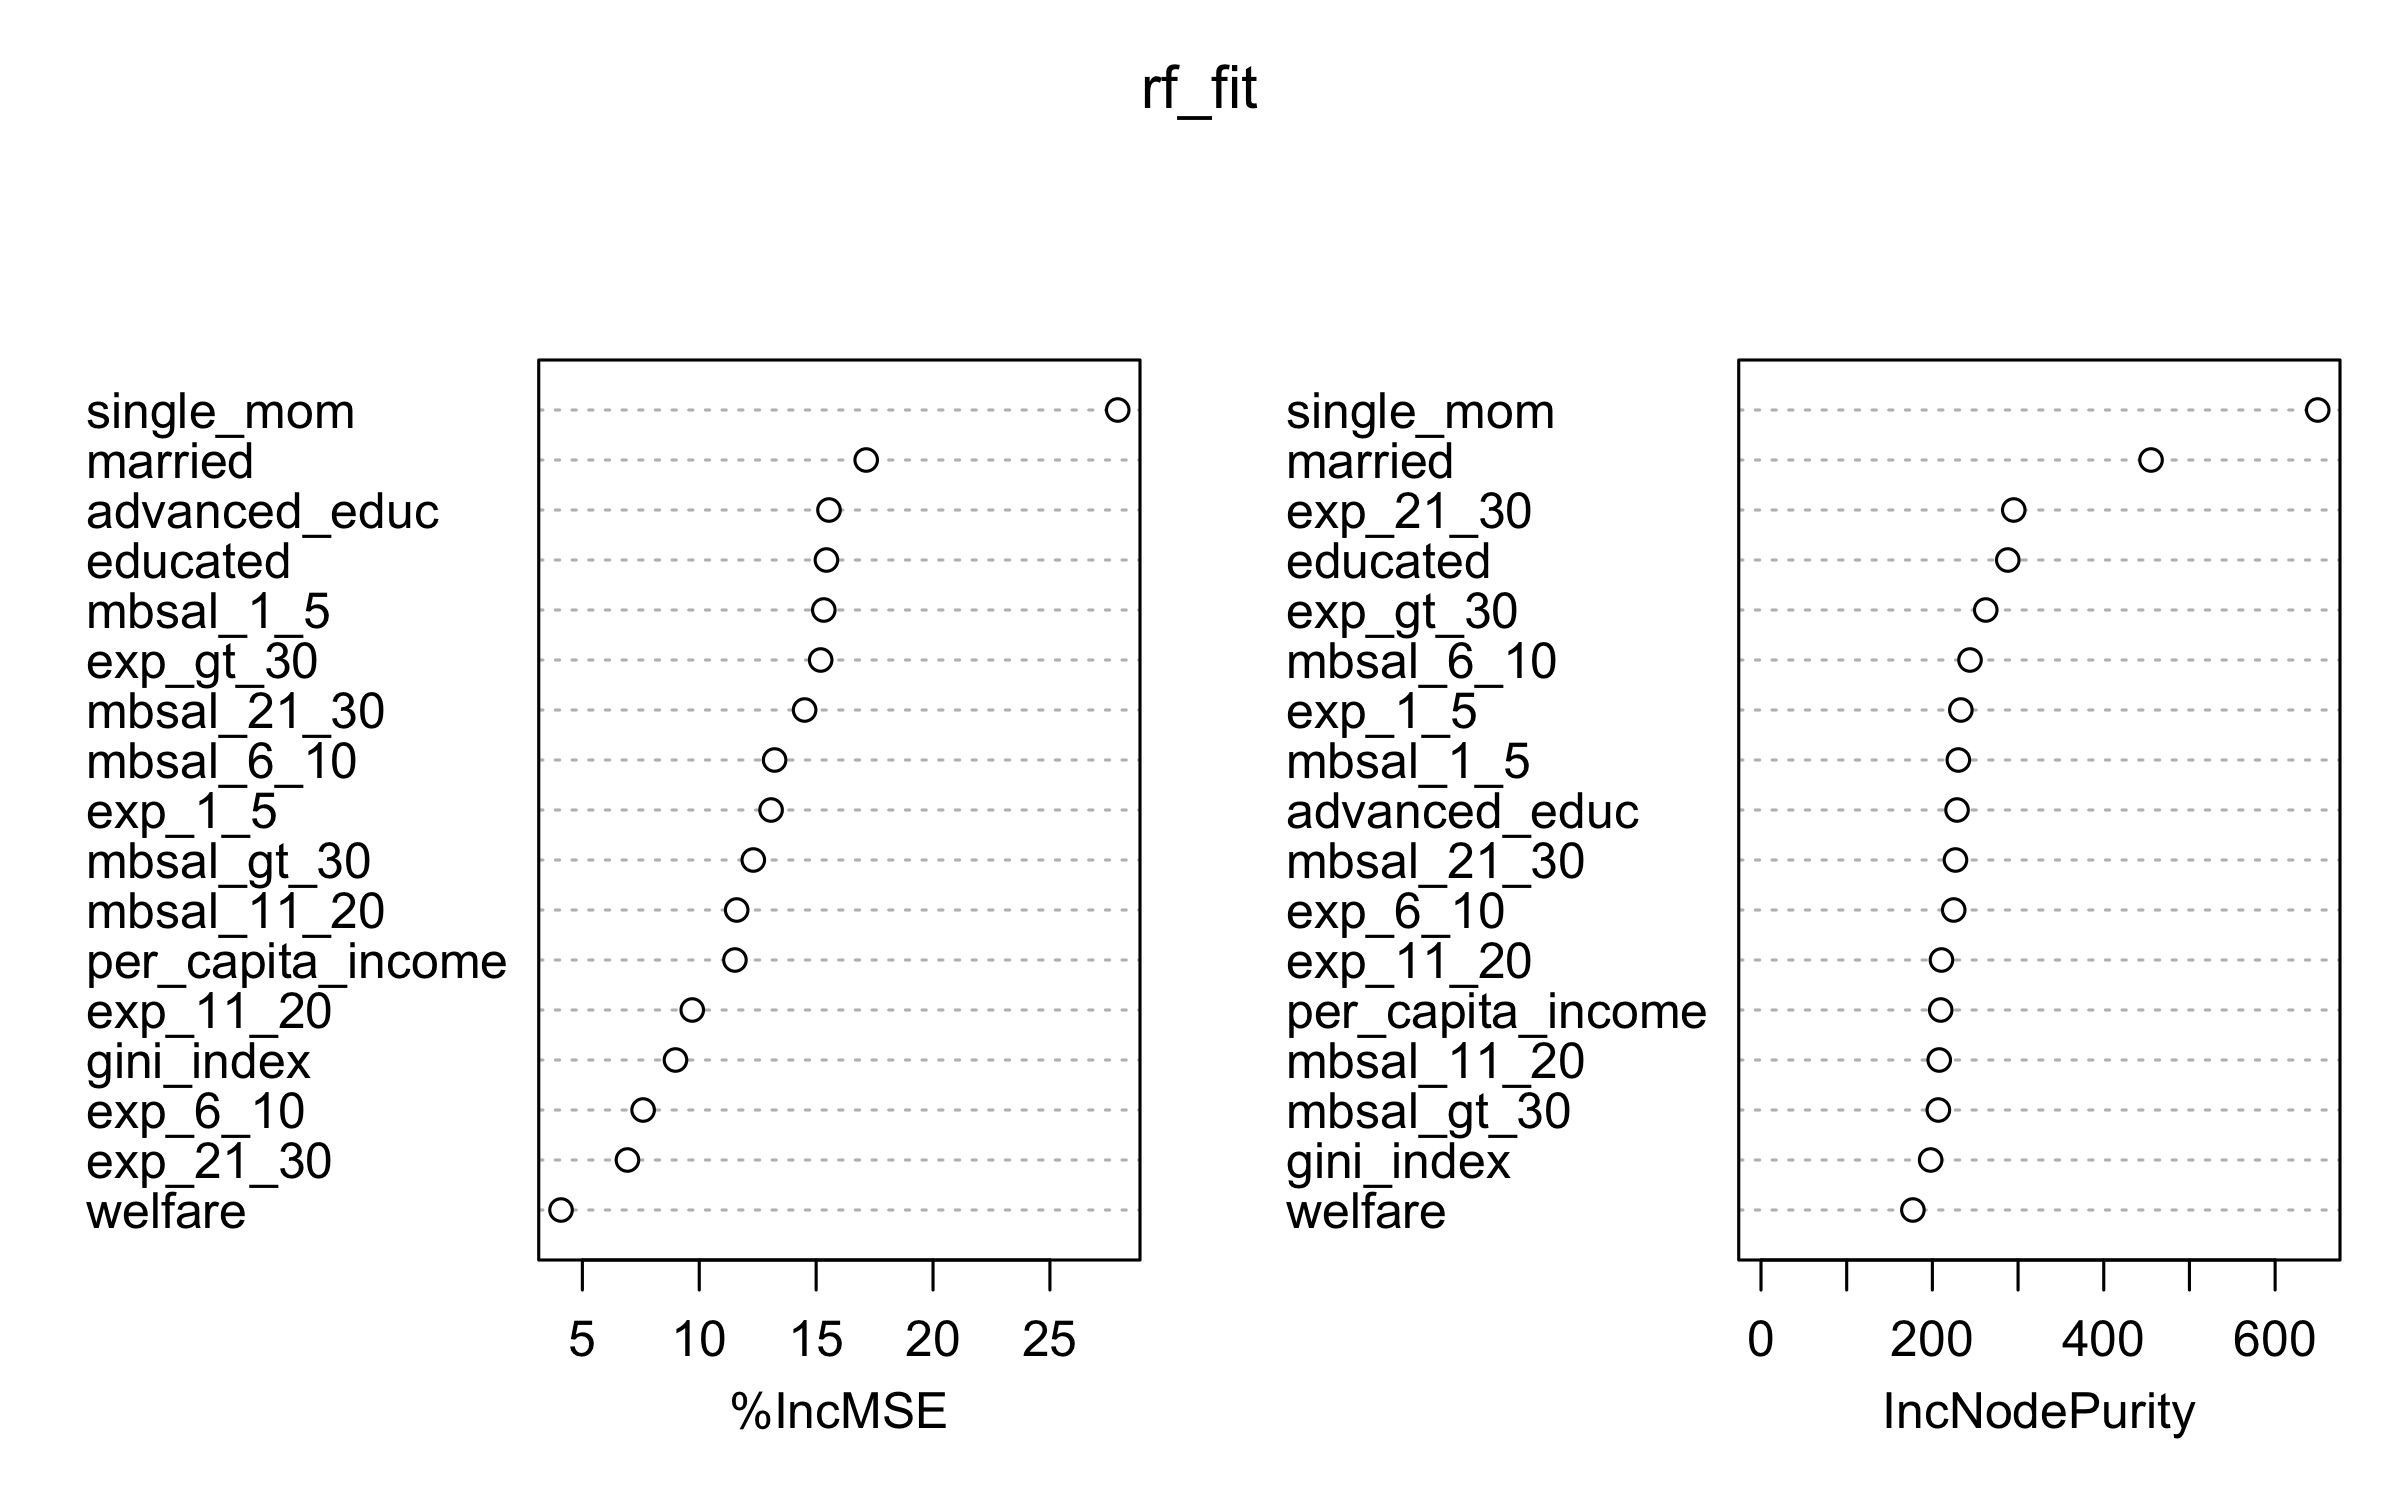 rf_fit
single_mom
married
advanced_educ
educated
mbsal_1_5
exp_gt_30
mbsal_21_30
mbsal_6_10
exp_1_5
mbsal_gt_30
mbsal_11_20
per_capita_income
exp_11_20
gini_index
exp_6_10
exp_21_30
welfare
5 10 15 20 25
%IncMSE
single_mom
married
exp_21_30
educated
exp_gt_30
mbsal_6_10
exp_1_5
mbsal_1_5
advanced_educ
mbsal_21_30
exp_6_10
exp_11_20
per_capita_income
mbsal_11_20
mbsal_gt_30
gini_index
welfare
0 200 400 600
IncNodePurity